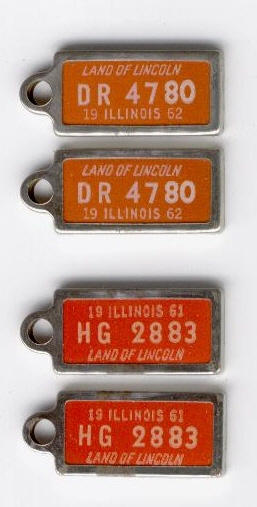 LAND OF LINCOLN
DR 4780
19 ILLINOIS 62
LAND OF LINCOLN
DR 4780
19 ILLINOIS 62
19 ILLINOIS 61
HG 2883
LAND OF LINCOLN
19 ILLINOIS 61
HG 2883
LAND OF LINCOLN